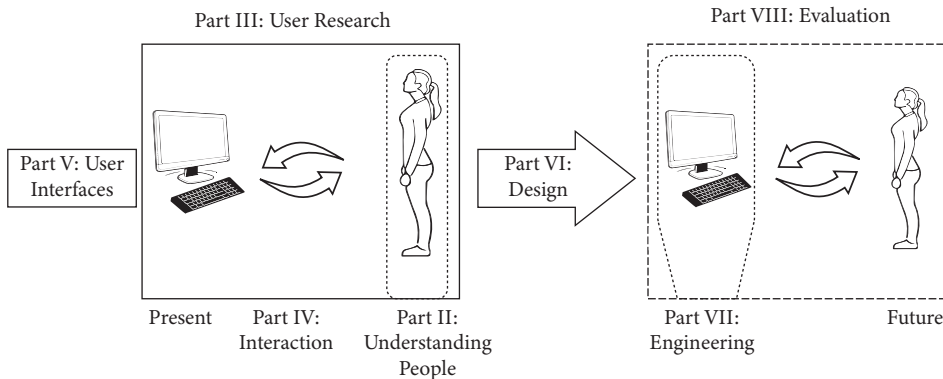 Part III: User Research
Part VIII: Evaluation
Part V: User
Interfaces
Part VI:
Design
Present
Part IV:
Interaction
Part II:
Understanding
People
Part VII:
Engineering
Future